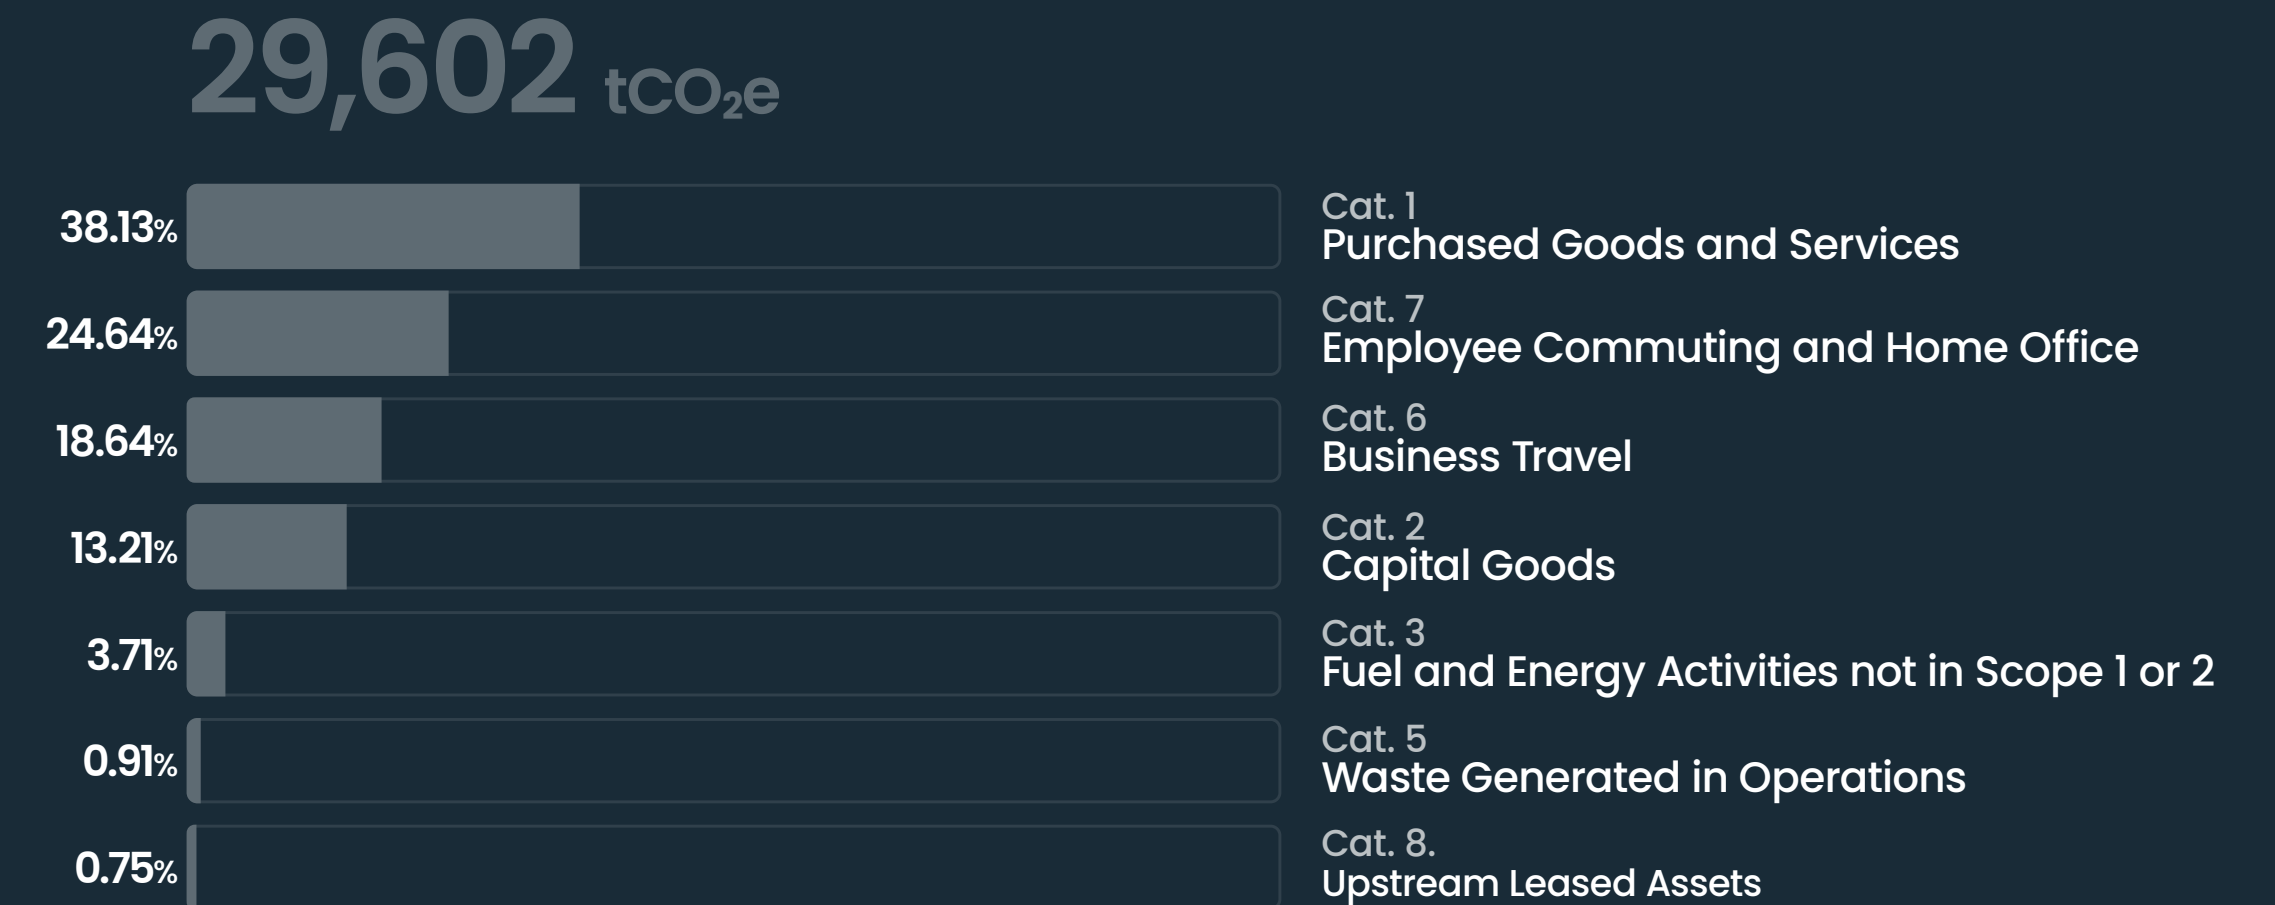 29,602 tCO₂e
38.13%
Cat. 1
Purchased Goods and Services
24.64%
Cat. 7
Employee Commuting and Home Office
18.64%
Cat. 6
Business Travel
13.21%
Cat. 2
Capital Goods
3.71%
Cat. 3
Fuel and Energy Activities not in Scope 1 or 2
0.91%
Cat. 5
Waste Generated in Operations
0.75%
Cat. 8.
Upstream Leased Assets